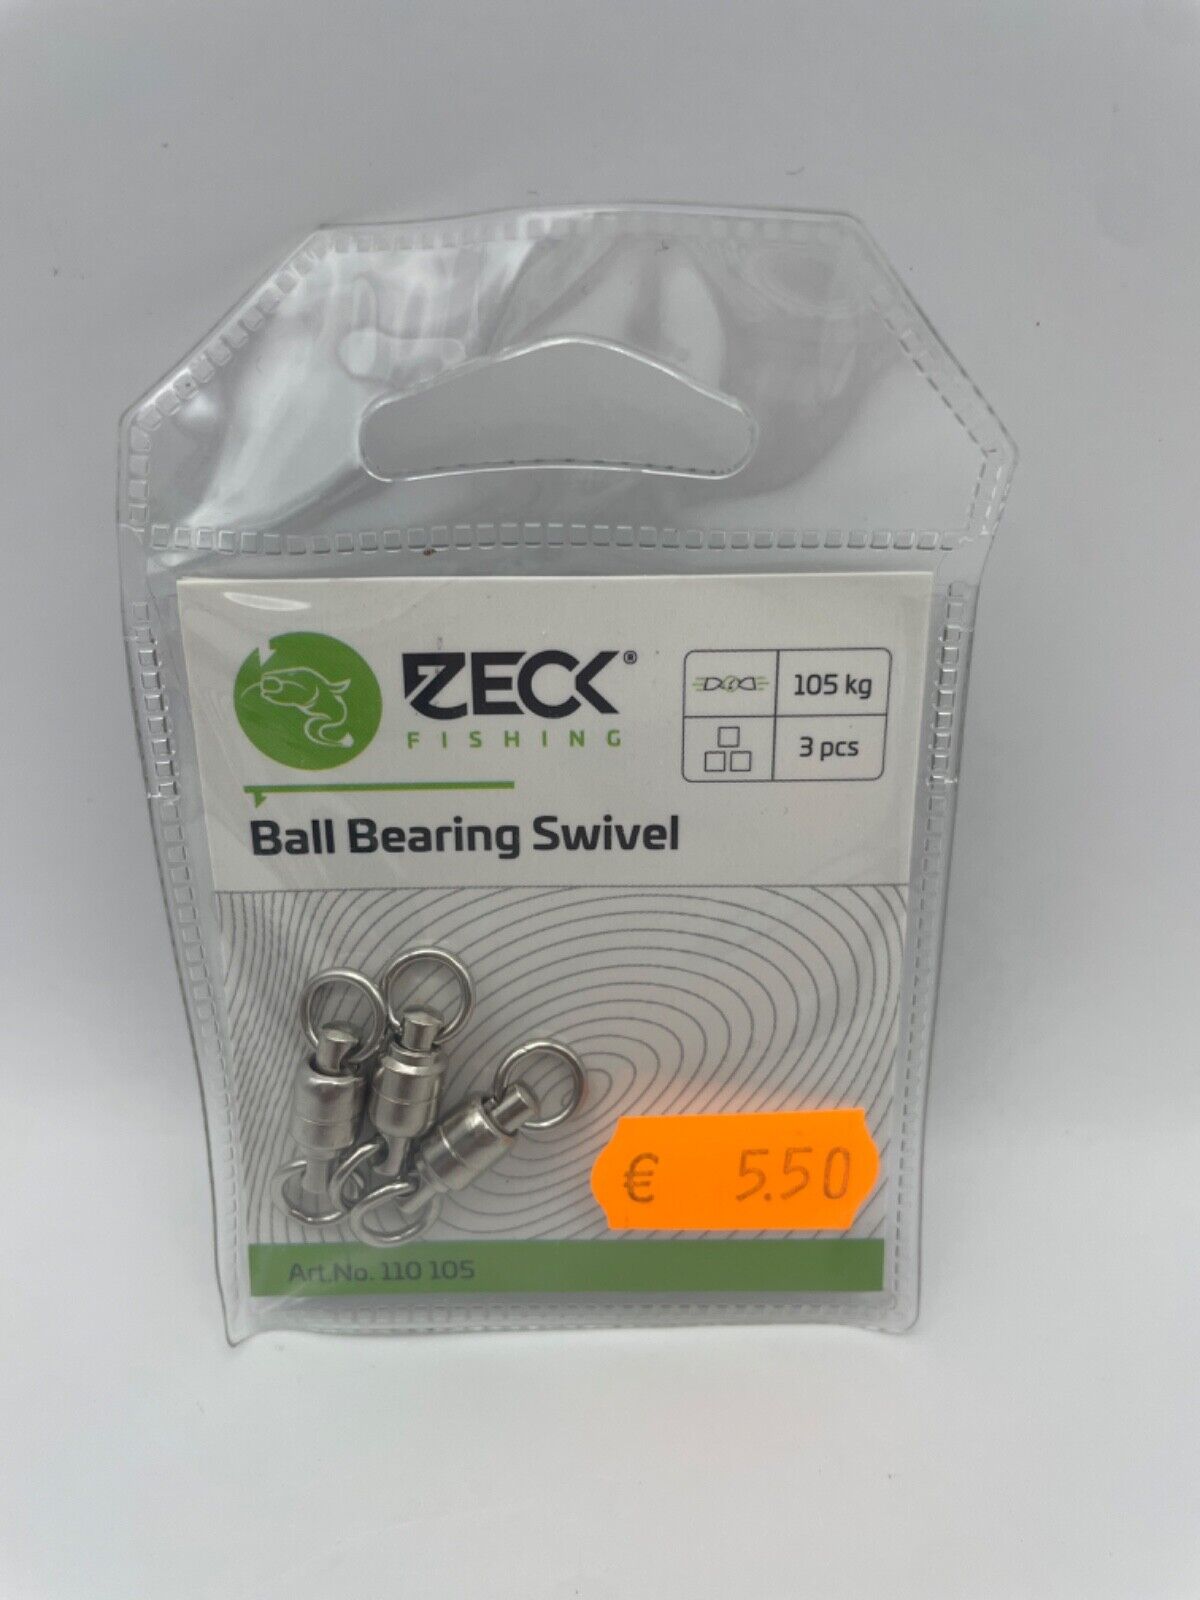 ZECK®
FISHING
105 kg
3 pcs
Ball Bearing Swivel
€ 5.50
Art.No. 110 105